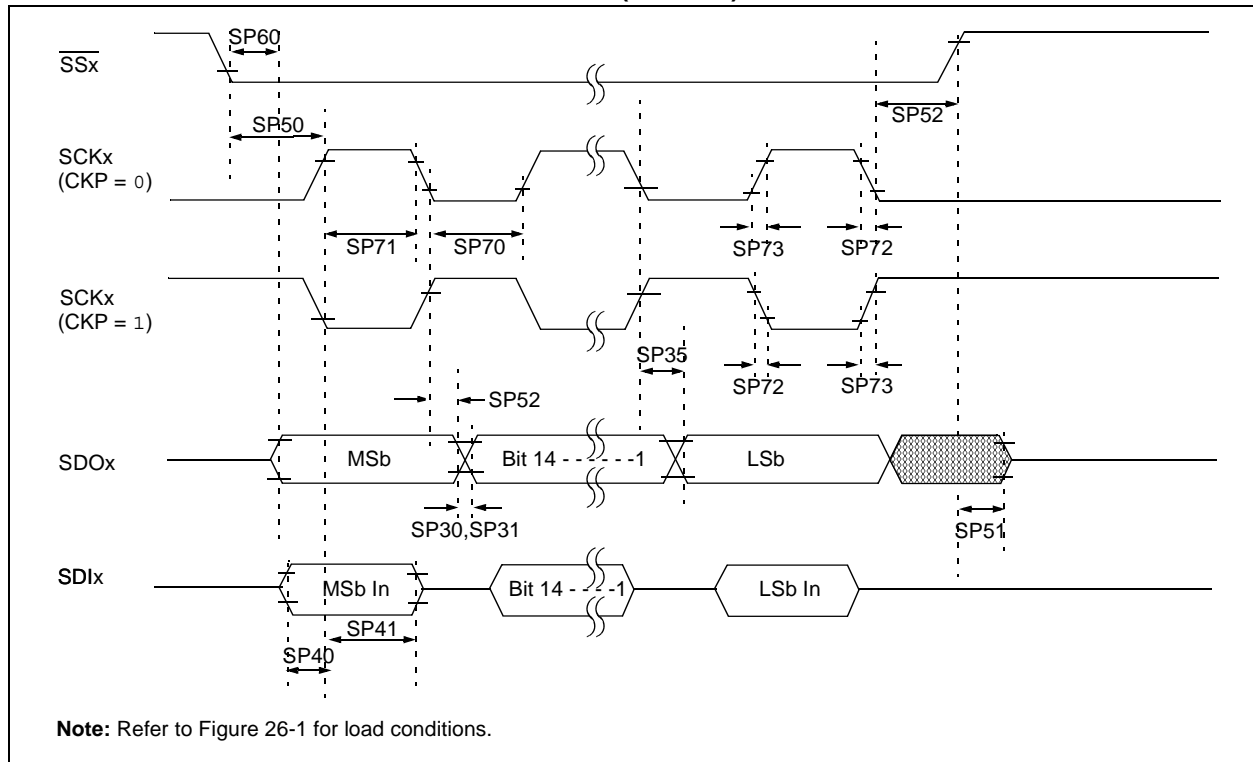 SP60
SSx
SP50
SP52
SCKx
(CKP = 0)
SP71
SP70
SP73
SP72
SCKx
(CKP = 1)
SP35
SP72
SP73
SP52
SDOx
MSb
Bit 14 - - - - - -1
LSb
SP30,SP31
SP51
SDIx
MSb In
Bit 14 - - - -1
LSb In
SP41
SP40
Note: Refer to Figure 26-1 for load conditions.